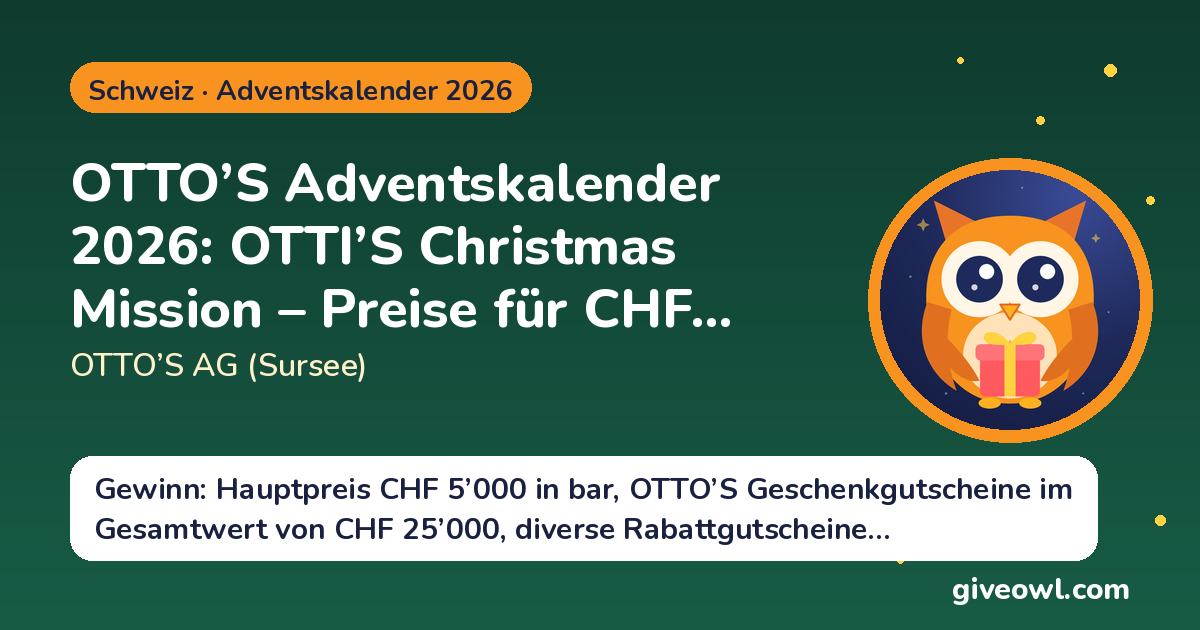 Schweiz · Adventskalender 2026
OTTO’S Adventskalender
2026: OTTI’S Christmas
Mission – Preise für CHF...
OTTO’S AG (Sursee)
Gewinn: Hauptpreis CHF 5’000 in bar, OTTO’S Geschenkgutscheine im
Gesamtwert von CHF 25’000, diverse Rabattgutscheine...
giveowl.com